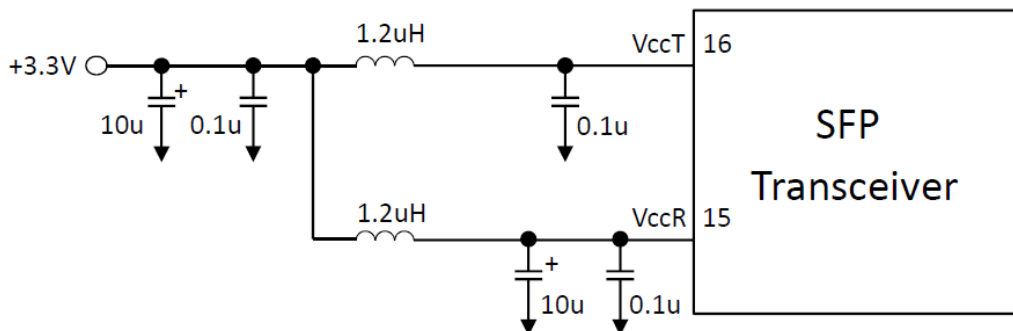 1.2uH
VccT 16
+3.3V
+
10u 0.1u 0.1u
SFP
Transceiver
1.2uH
VccR 15
+
10u 0.1u